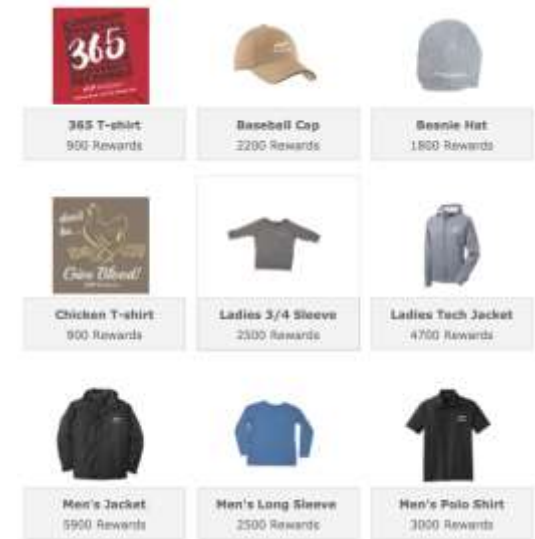 365
365 T-shirt
900 Rewards
Baseball Cap
2200 Rewards
Beanie Hat
1800 Rewards
don't
be...
Give Blood!
Chicken T-shirt
900 Rewards
Ladies 3/4 Sleeve
2500 Rewards
Ladies Tech Jacket
4700 Rewards
Men's Jacket
5900 Rewards
Men's Long Sleeve
2500 Rewards
Men's Polo Shirt
3000 Rewards